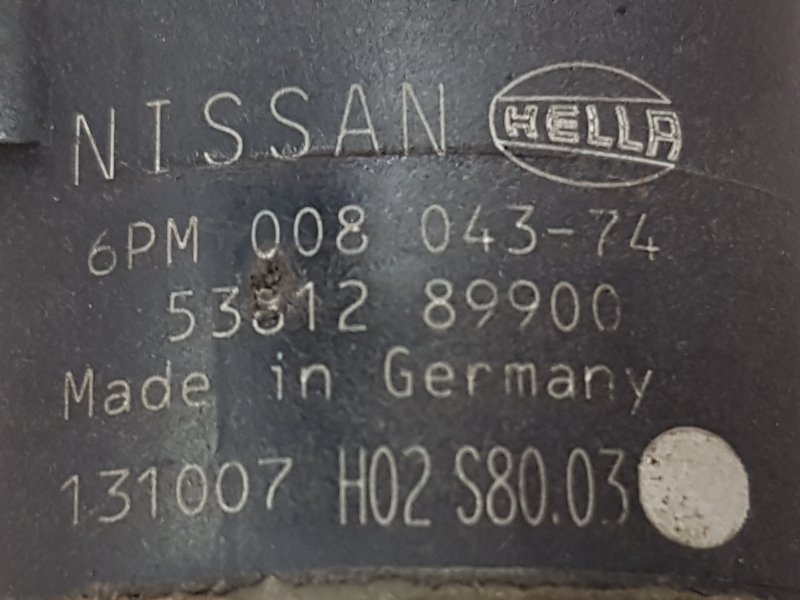 NISSAN HELLA
6PM 008 043-74
53812 89900
Made in Germany
131007 H02 S80.03